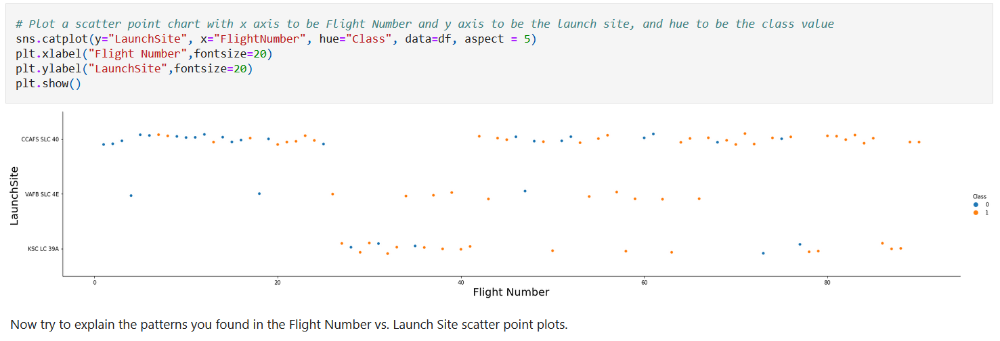 # Plot a scatter point chart with x axis to be Flight Number and y axis to be the launch site, and hue to be the class value
sns.catplot(y="LaunchSite", x="FlightNumber", hue="Class", data=df, aspect = 5)
plt.xlabel("Flight Number",fontsize=20)
plt.ylabel("LaunchSite",fontsize=20)
plt.show()
CCAFS SLC 40
VAFB SLC 4E
KSC LC 39A
LaunchSite
Class
0
1
0 20 40 60 80
Flight Number
Now try to explain the patterns you found in the Flight Number vs. Launch Site scatter point plots.